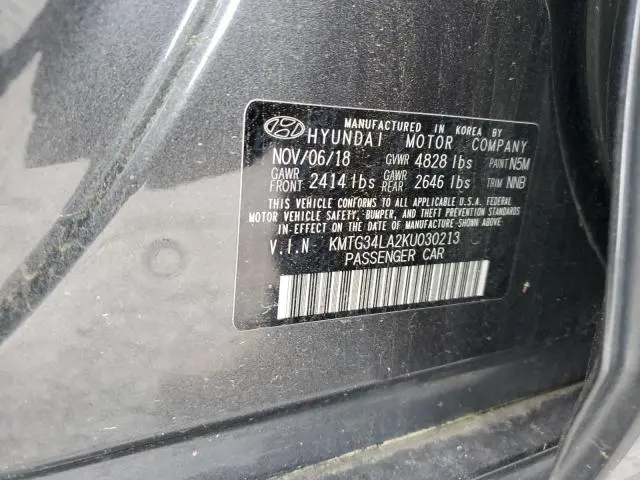 MANUFACTURED IN KOREA BY
HYUNDAI MOTOR COMPANY
NOV/06/18 GVWR 4828 lbs PAINT N5M
GAWR FRONT 2414 lbs GAWR REAR 2646 lbs TRIM NNB
THIS VEHICLE CONFORMS TO ALL APPLICABLE U.S.A. FEDERAL
MOTOR VEHICLE SAFETY, BUMPER, AND THEFT PREVENTION STANDARDS
IN EFFECT ON THE DATE OF MANUFACTURE SHOWN ABOVE.
V.I.N KMTG34LA2KU030213
PASSENGER CAR